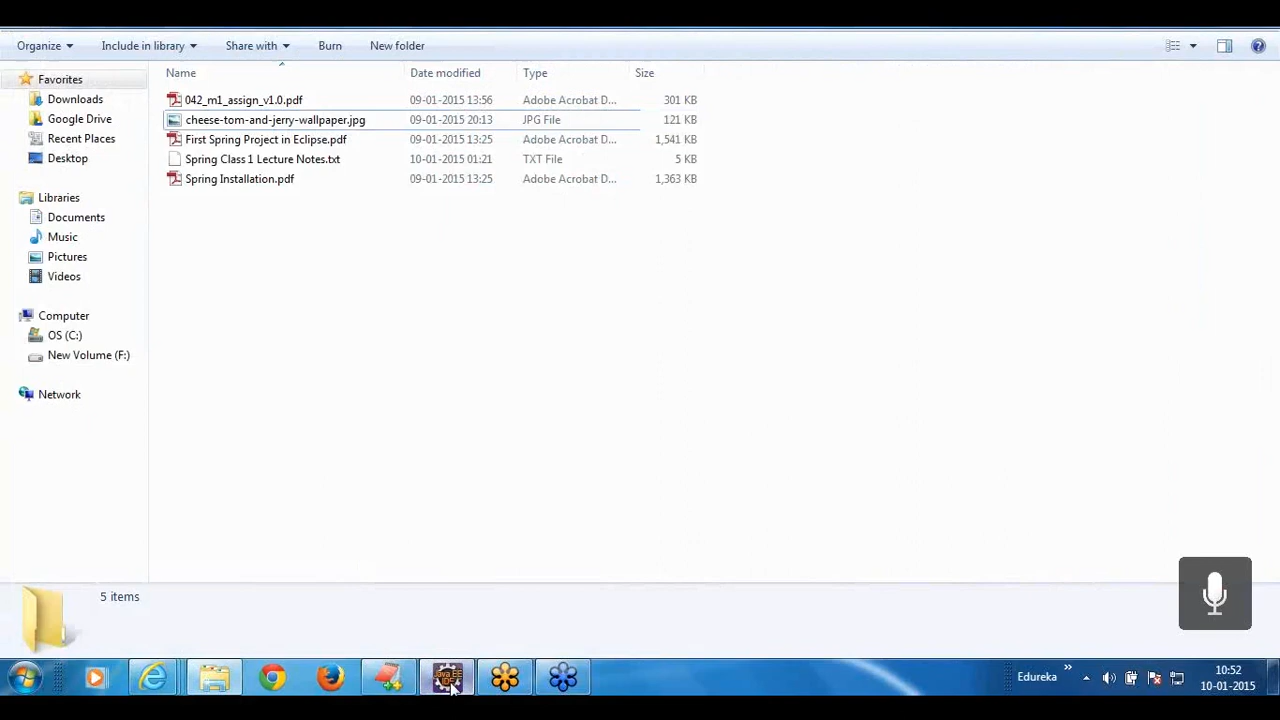 Organize Include in library Share with Burn New folder
Name Date modified Type Size
Favorites
Downloads
Google Drive
Recent Places
Desktop
Libraries
Documents
Music
Pictures
Videos
Computer
OS (C:)
New Volume (F:)
Network
042_m1_assign_v1.0.pdf 09-01-2015 13:56 Adobe Acrobat D... 301 KB
cheese-tom-and-jerry-wallpaper.jpg 09-01-2015 20:13 JPG File 121 KB
First Spring Project in Eclipse.pdf 09-01-2015 13:25 Adobe Acrobat D... 1,541 KB
Spring Class 1 Lecture Notes.txt 10-01-2015 01:21 TXT File 5 KB
Spring Installation.pdf 09-01-2015 13:25 Adobe Acrobat D... 1,363 KB
5 items
Java EE
IDE
Edureka
10:52
10-01-2015